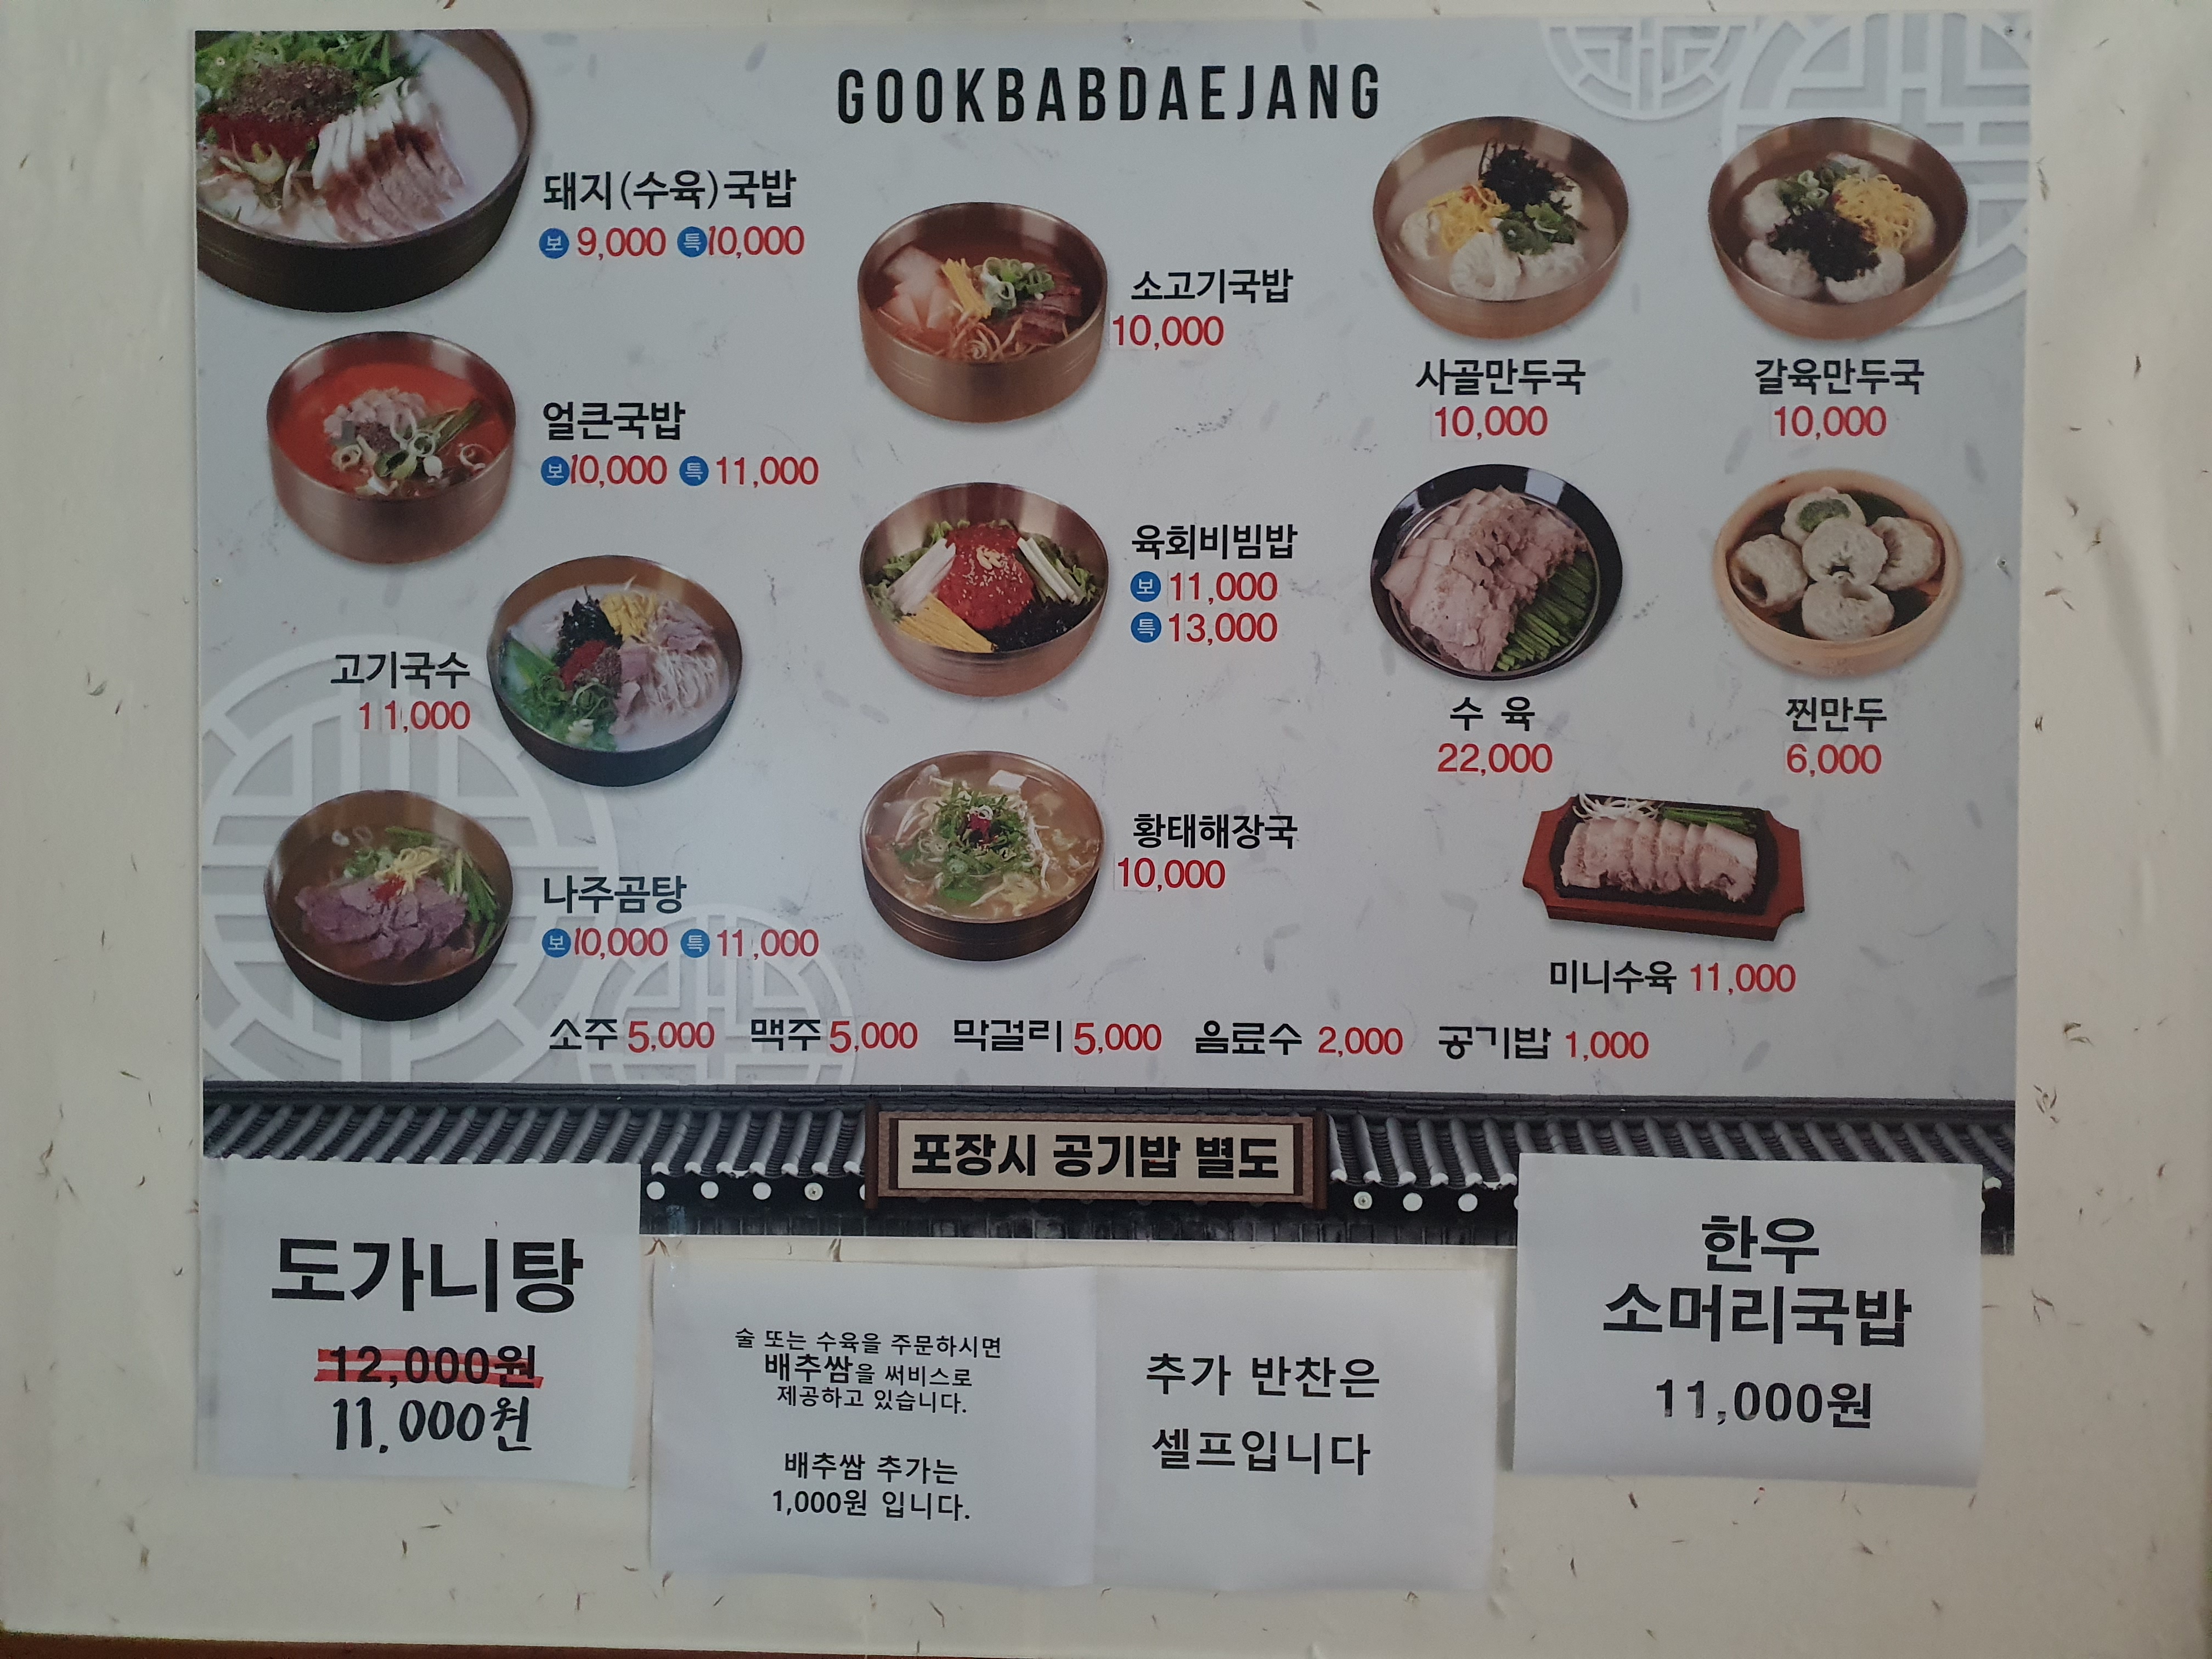 GOOKBABDAEJANG
돼지(수육)국밥
보 9,000 특 10,000
얼큰국밥
보 10,000 특 11,000
고기국수
11,000
나주곰탕
보 10,000 특 11,000
소고기국밥
10,000
육회비빔밥
보 11,000
특 13,000
황태해장국
10,000
사골만두국
10,000
갈육만두국
10,000
수 육
22,000
찐만두
6,000
미니수육 11,000
소주 5,000 맥주 5,000 막걸리 5,000 음료수 2,000 공기밥 1,000
포장시 공기밥 별도
도가니탕
12,000원
11,000원
술 또는 수육을 주문하시면
배추쌈을 써비스로
제공하고 있습니다.
배추쌈 추가는
1,000원 입니다.
추가 반찬은
셀프입니다
한우
소머리국밥
11,000원